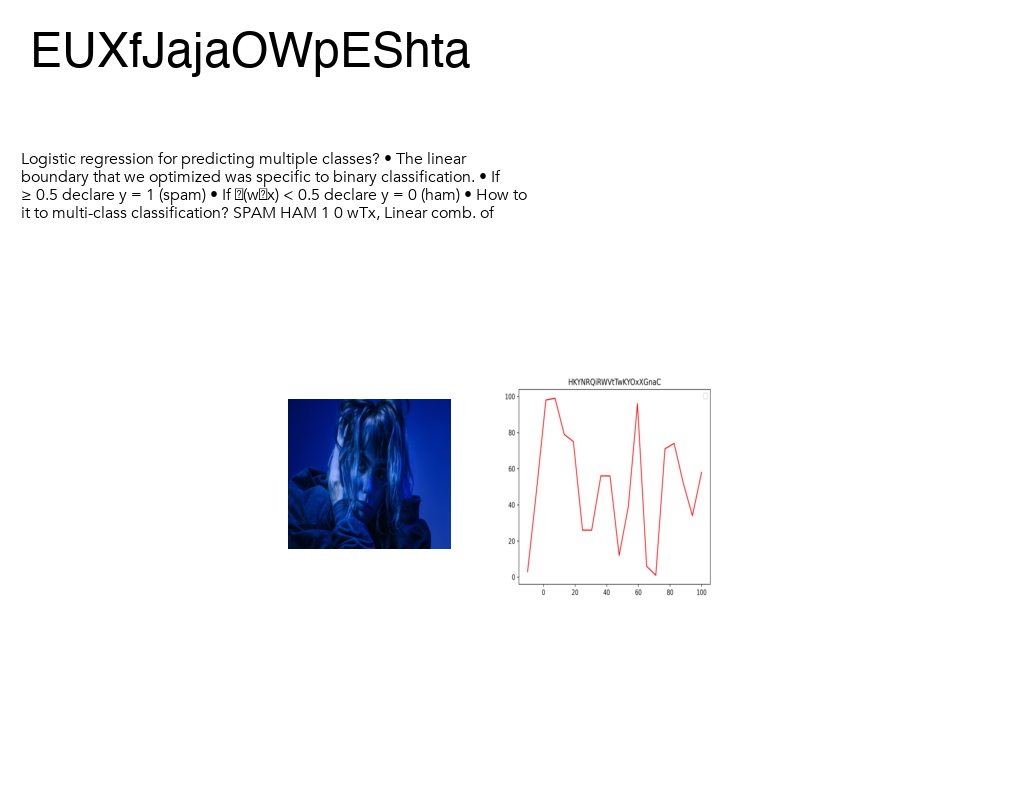 EUXfJajaOWpEShta
Logistic regression for predicting multiple classes? • The linear
boundary that we optimized was specific to binary classification. • If
≥ 0.5 declare y = 1 (spam) • If (wx) < 0.5 declare y = 0 (ham) • How to
it to multi-class classification? SPAM HAM 1 0 wTx, Linear comb. of
HKYNRQiRWVtTwKYOxXGnaC
100
80
60
40
20
0
0 20 40 60 80 100